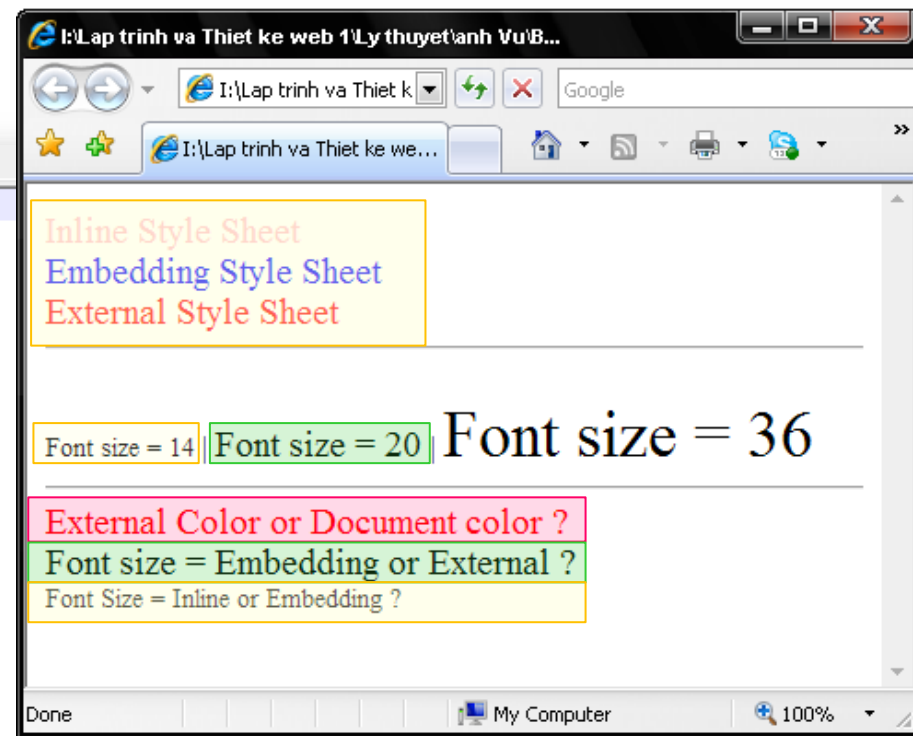 I:\Lap trinh va Thiet ke web 1\Ly thuyet\anh Vu\B...
I:\Lap trinh va Thiet k
Google
I:\Lap trinh va Thiet ke we...
»
Inline Style Sheet
Embedding Style Sheet
External Style Sheet
Font size = 14 | Font size = 20 | Font size = 36
External Color or Document color ?
Font size = Embedding or External ?
Font Size = Inline or Embedding ?
Done
My Computer
100%